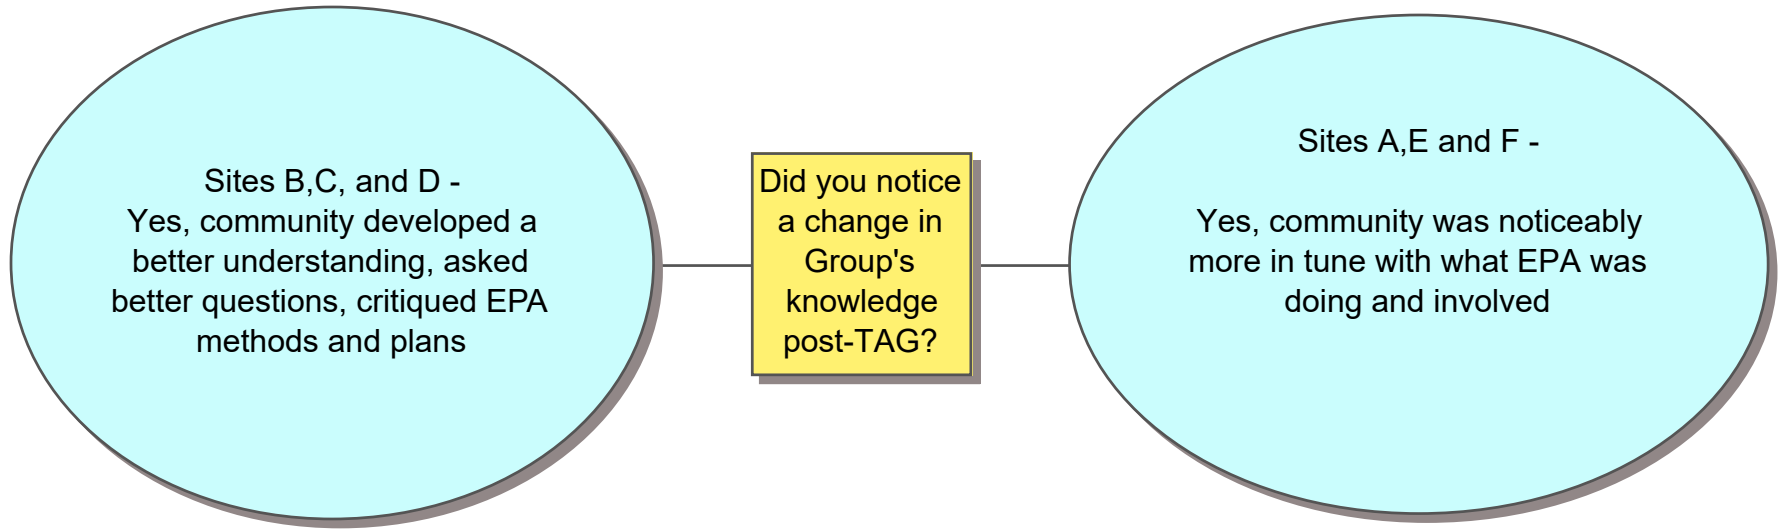 Sites B,C, and D -
Yes, community developed a
better understanding, asked
better questions, critiqued EPA
methods and plans
Did you notice
a change in
Group's
knowledge
post-TAG?
Sites A,E and F -
Yes, community was noticeably
more in tune with what EPA was
doing and involved